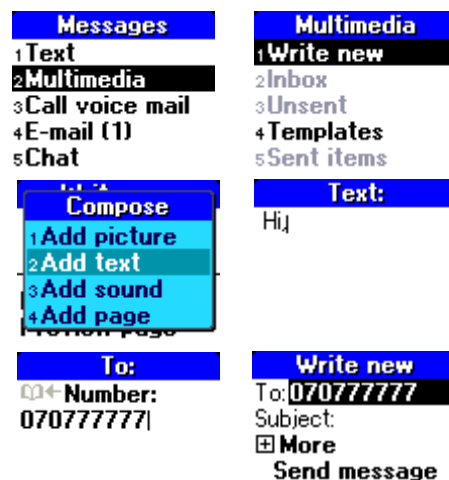 Messages
1Text
2Multimedia
3Call voice mail
4E-mail (1)
5Chat
Multimedia
1Write new
2Inbox
3Unsent
4Templates
5Sent items
Compose
1Add picture
2Add text
3Add sound
4Add page
Text:
Hi,
To:
Number:
070777777
Write new
To:070777777
Subject:
More
Send message